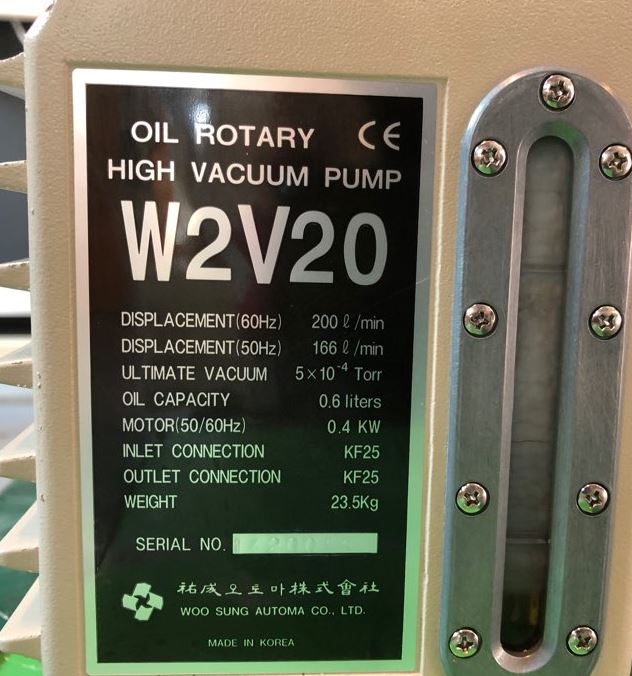 OIL ROTARY CE
HIGH VACUUM PUMP
W2V20
DISPLACEMENT(60Hz) 200 ℓ/min
DISPLACEMENT(50Hz) 166 ℓ/min
ULTIMATE VACUUM 5×10⁻⁴ Torr
OIL CAPACITY 0.6 liters
MOTOR(50/60Hz) 0.4 KW
INLET CONNECTION KF25
OUTLET CONNECTION KF25
WEIGHT 23.5Kg
SERIAL NO.
祐成오토마株式會社
WOO SUNG AUTOMA CO., LTD.
MADE IN KOREA